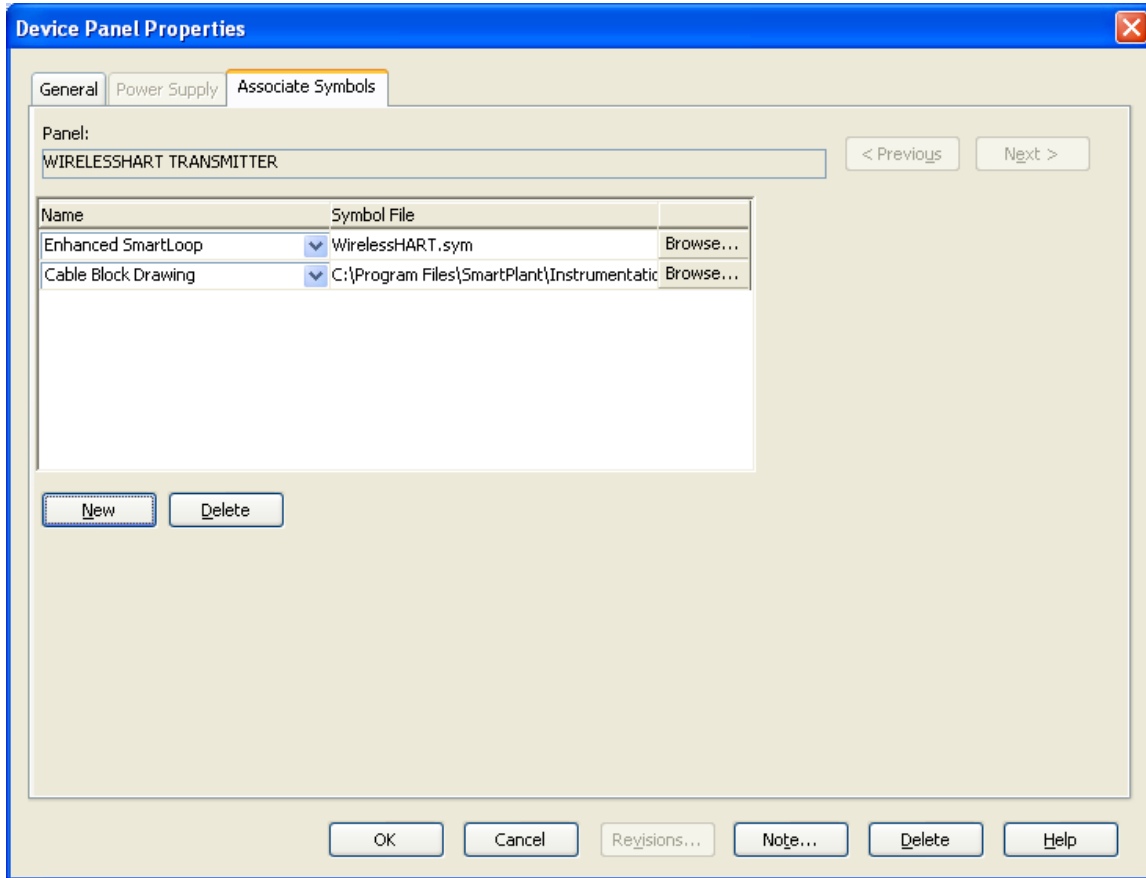 Device Panel Properties
General Power Supply Associate Symbols
Panel:
WIRELESSHART TRANSMITTER
< Previous Next >
Name Symbol File
Enhanced SmartLoop WirelessHART.sym Browse...
Cable Block Drawing C:\Program Files\SmartPlant\Instrumentatic Browse...
New Delete
OK Cancel Revisions... Note... Delete Help